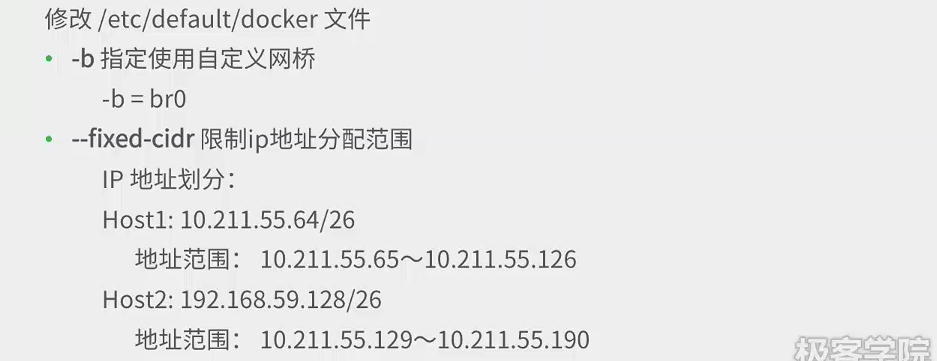 修改 /etc/default/docker 文件
• -b 指定使用自定义网桥
-b = br0
• --fixed-cidr 限制ip地址分配范围
IP 地址划分：
Host1: 10.211.55.64/26
地址范围： 10.211.55.65～10.211.55.126
Host2: 192.168.59.128/26
地址范围： 10.211.55.129～10.211.55.190
极客学院